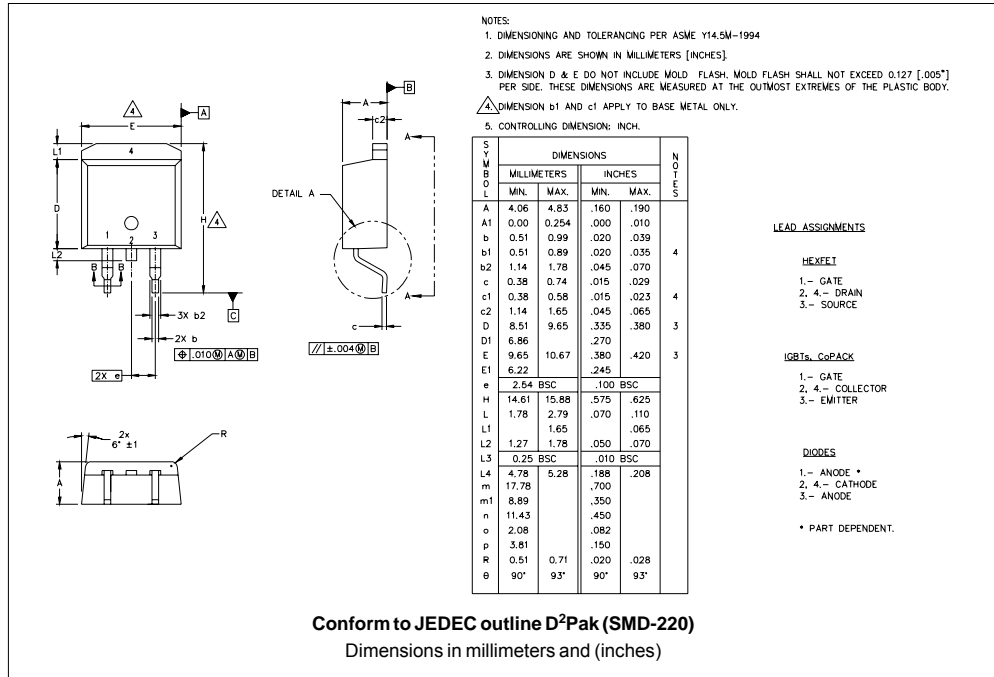 NOTES:
1. DIMENSIONING AND TOLERANCING PER ASME Y14.5M-1994
2. DIMENSIONS ARE SHOWN IN MILLIMETERS [INCHES].
3. DIMENSION D & E DO NOT INCLUDE MOLD FLASH. MOLD FLASH SHALL NOT EXCEED 0.127 [.005"]
PER SIDE. THESE DIMENSIONS ARE MEASURED AT THE OUTMOST EXTREMES OF THE PLASTIC BODY.
4. DIMENSION b1 AND c1 APPLY TO BASE METAL ONLY.
5. CONTROLLING DIMENSION: INCH.
4
E
A
L1
4
D
H
4
1
2
3
L2
B
B
C
3X b2
2X b
⌖ .010 Ⓜ A Ⓜ B
2X e
A
B
c2
A
DETAIL A
A
c
// ±.004 Ⓜ B
2x
6° ±1
R
A
SYMBOL DIMENSIONS NOTES
MILLIMETERS INCHES
MIN. MAX. MIN. MAX.
A 4.06 4.83 .160 .190
A1 0.00 0.254 .000 .010
b 0.51 0.99 .020 .039
b1 0.51 0.89 .020 .035 4
b2 1.14 1.78 .045 .070
c 0.38 0.74 .015 .029
c1 0.38 0.58 .015 .023 4
c2 1.14 1.65 .045 .065
D 8.51 9.65 .335 .380 3
D1 6.86 .270
E 9.65 10.67 .380 .420 3
E1 6.22 .245
e 2.54 BSC .100 BSC
H 14.61 15.88 .575 .625
L 1.78 2.79 .070 .110
L1 1.65 .065
L2 1.27 1.78 .050 .070
L3 0.25 BSC .010 BSC
L4 4.78 5.28 .188 .208
m 17.78 .700
m1 8.89 .350
n 11.43 .450
o 2.08 .082
p 3.81 .150
R 0.51 0.71 .020 .028
θ 90° 93° 90° 93°
LEAD ASSIGNMENTS
HEXFET
1.- GATE
2, 4.- DRAIN
3.- SOURCE
IGBTs, CoPACK
1.- GATE
2, 4.- COLLECTOR
3.- EMITTER
DIODES
1.- ANODE *
2, 4.- CATHODE
3.- ANODE
* PART DEPENDENT.
Conform to JEDEC outline D²Pak (SMD-220)
Dimensions in millimeters and (inches)